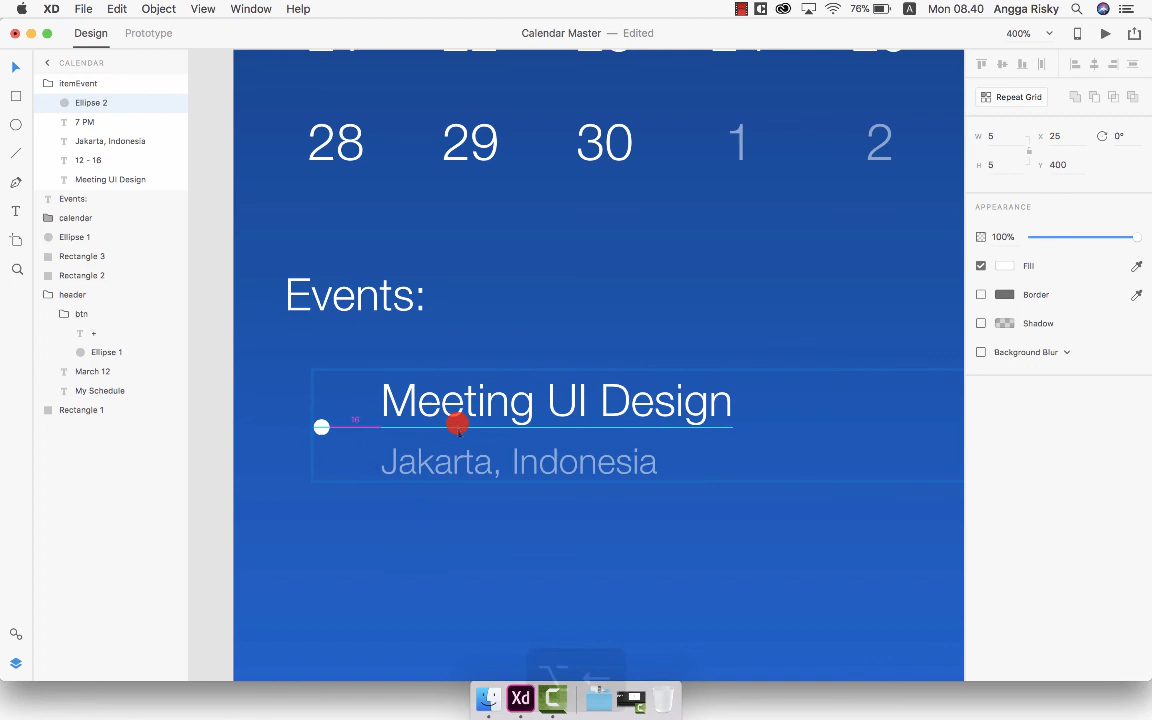 XD File Edit Object View Window Help
76% A Mon 08.40 Angga Risky
Design Prototype
Calendar Master — Edited
400%
CALENDAR
itemEvent
Ellipse 2
7 PM
Jakarta, Indonesia
12 - 16
Meeting UI Design
Events:
calendar
Ellipse 1
Rectangle 3
Rectangle 2
header
btn
+
Ellipse 1
March 12
My Schedule
Rectangle 1
28 29 30 1 2
Events:
16
Meeting UI Design
Jakarta, Indonesia
Repeat Grid
W 5 X 25 0°
H 5 Y 400
APPEARANCE
100%
Fill
Border
Shadow
Background Blur
Xd